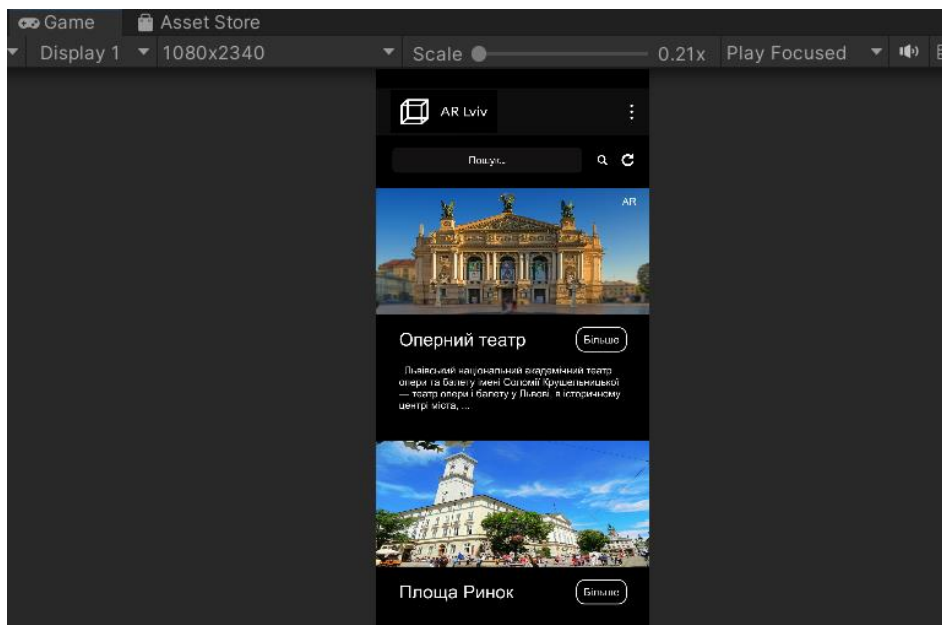 Game Asset Store
Display 1 1080x2340 Scale 0.21x Play Focused
AR Lviv
Пошук...
AR
Оперний театр Більше
Львівський національний академічний театр
опери та балету імені Соломії Крушельницької
— театр опери і балету у Львові, в історичному
центрі міста, ...
Площа Ринок Більше